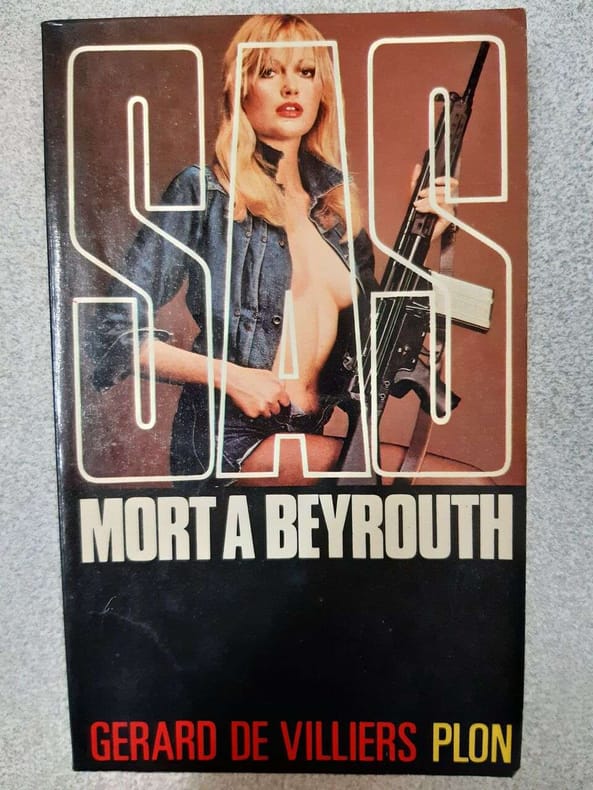 SAS
MORT A BEYROUTH
GERARD DE VILLIERS PLON